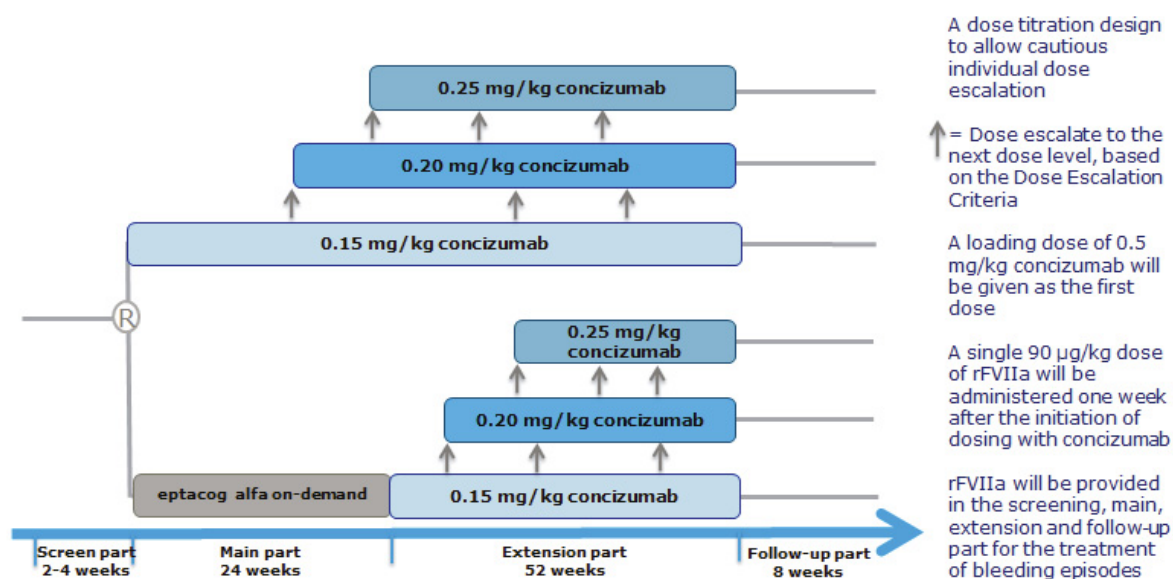 0.25 mg/kg concizumab
0.20 mg/kg concizumab
0.15 mg/kg concizumab
R
0.25 mg/kg
concizumab
0.20 mg/kg concizumab
eptacog alfa on-demand
0.15 mg/kg concizumab
Screen part
2-4 weeks
Main part
24 weeks
Extension part
52 weeks
Follow-up part
8 weeks
A dose titration design
to allow cautious
individual dose
escalation
= Dose escalate to the
next dose level, based
on the Dose Escalation
Criteria
A loading dose of 0.5
mg/kg concizumab will
be given as the first
dose
A single 90 µg/kg dose
of rFVIIa will be
administered one week
after the initiation of
dosing with concizumab
rFVIIa will be provided
in the screening, main,
extension and follow-up
part for the treatment
of bleeding episodes